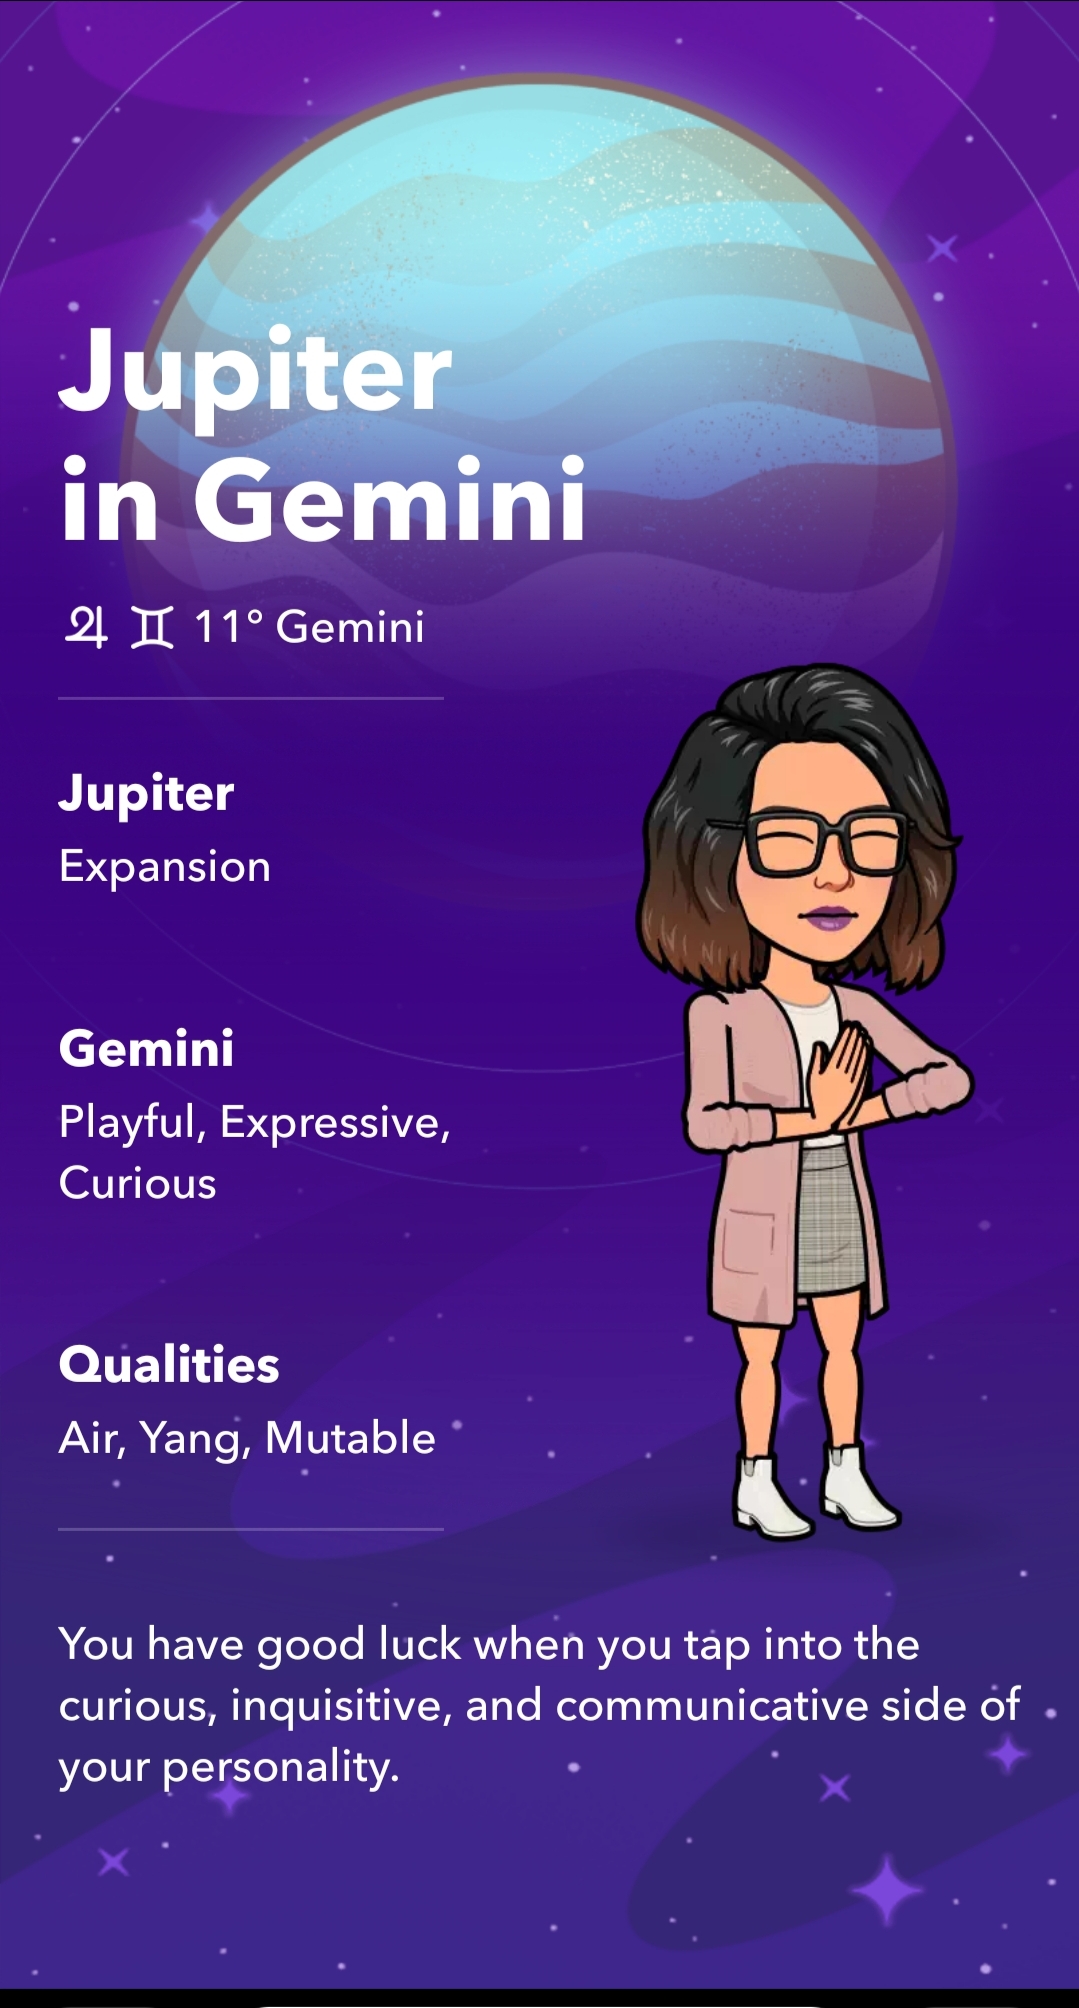 Jupiter
in Gemini
♃ ♊ 11° Gemini
Jupiter
Expansion
Gemini
Playful, Expressive,
Curious
Qualities
Air, Yang, Mutable
You have good luck when you tap into the
curious, inquisitive, and communicative side of
your personality.